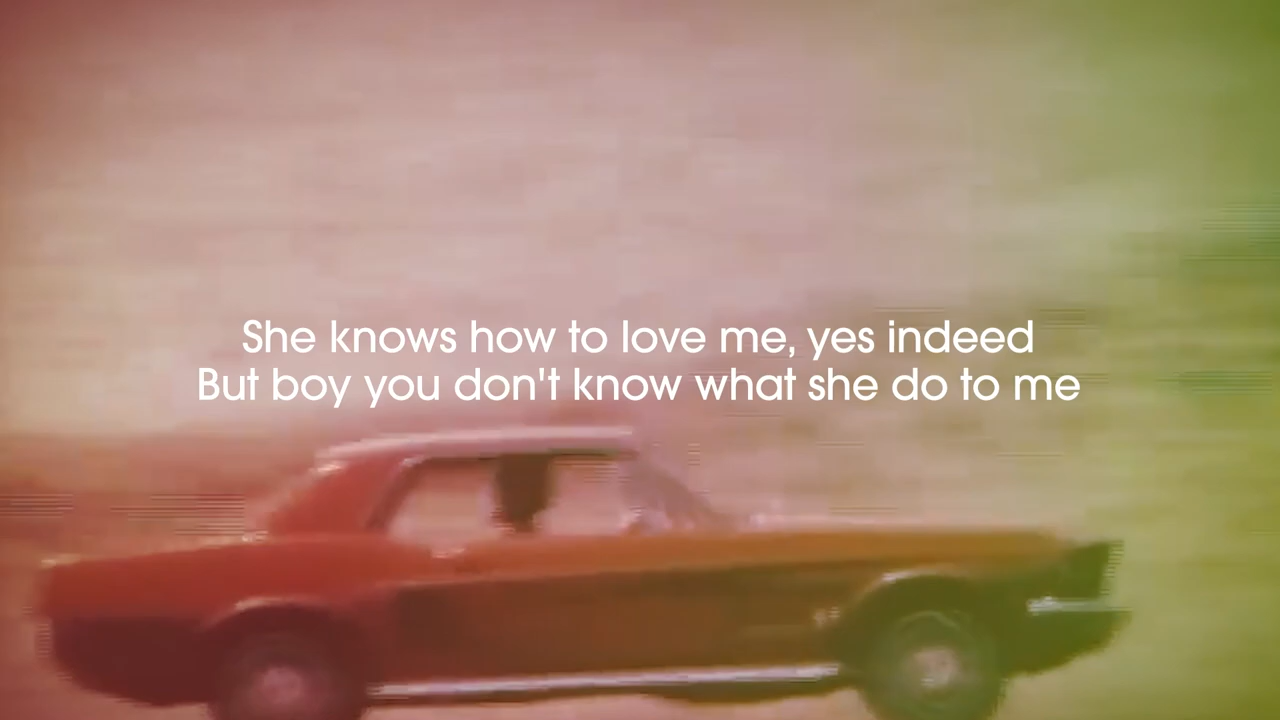 She knows how to love me, yes indeed
But boy you don't know what she do to me